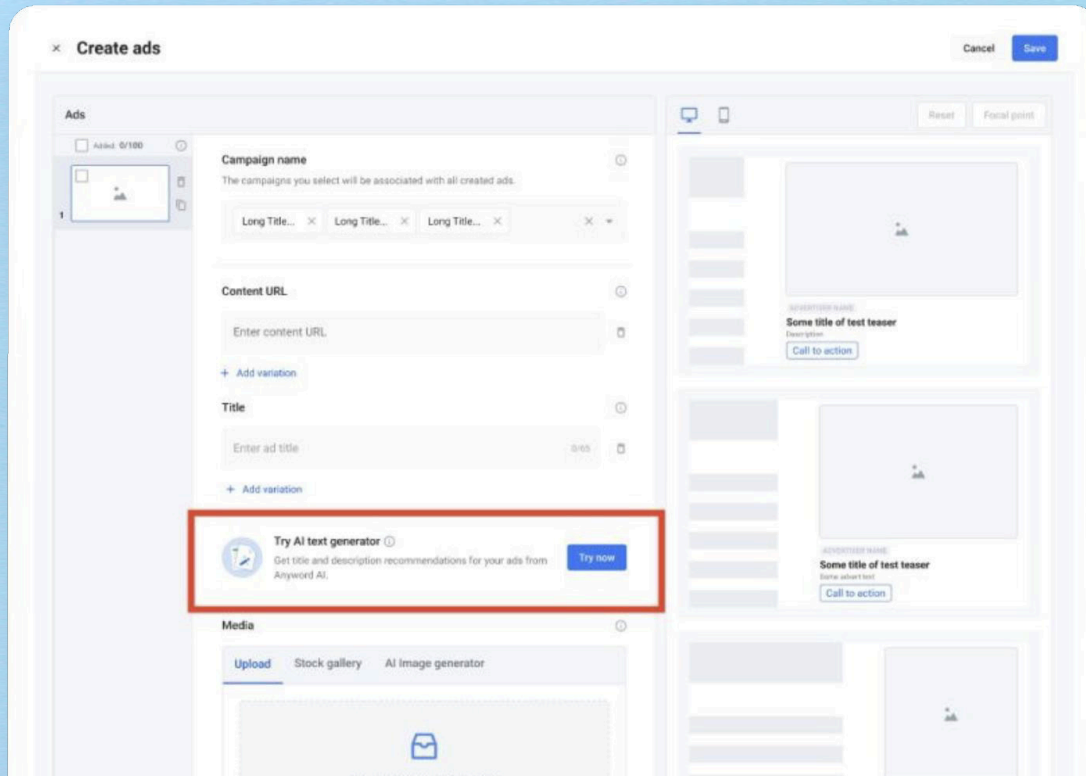 × Create ads
Cancel
Save
Ads
Added: 0/100
1
Campaign name
The campaigns you select will be associated with all created ads.
Long Title... × Long Title... × Long Title... ×
Content URL
Enter content URL
+ Add variation
Title
Enter ad title
0/65
+ Add variation
Try AI text generator
Get title and description recommendations for your ads from
Anyword AI.
Try now
Media
Upload Stock gallery AI image generator
Reset
Focal point
ADVERTISER NAME
Some title of test teaser
Description
Call to action
ADVERTISER NAME
Some title of test teaser
Some advert text
Call to action